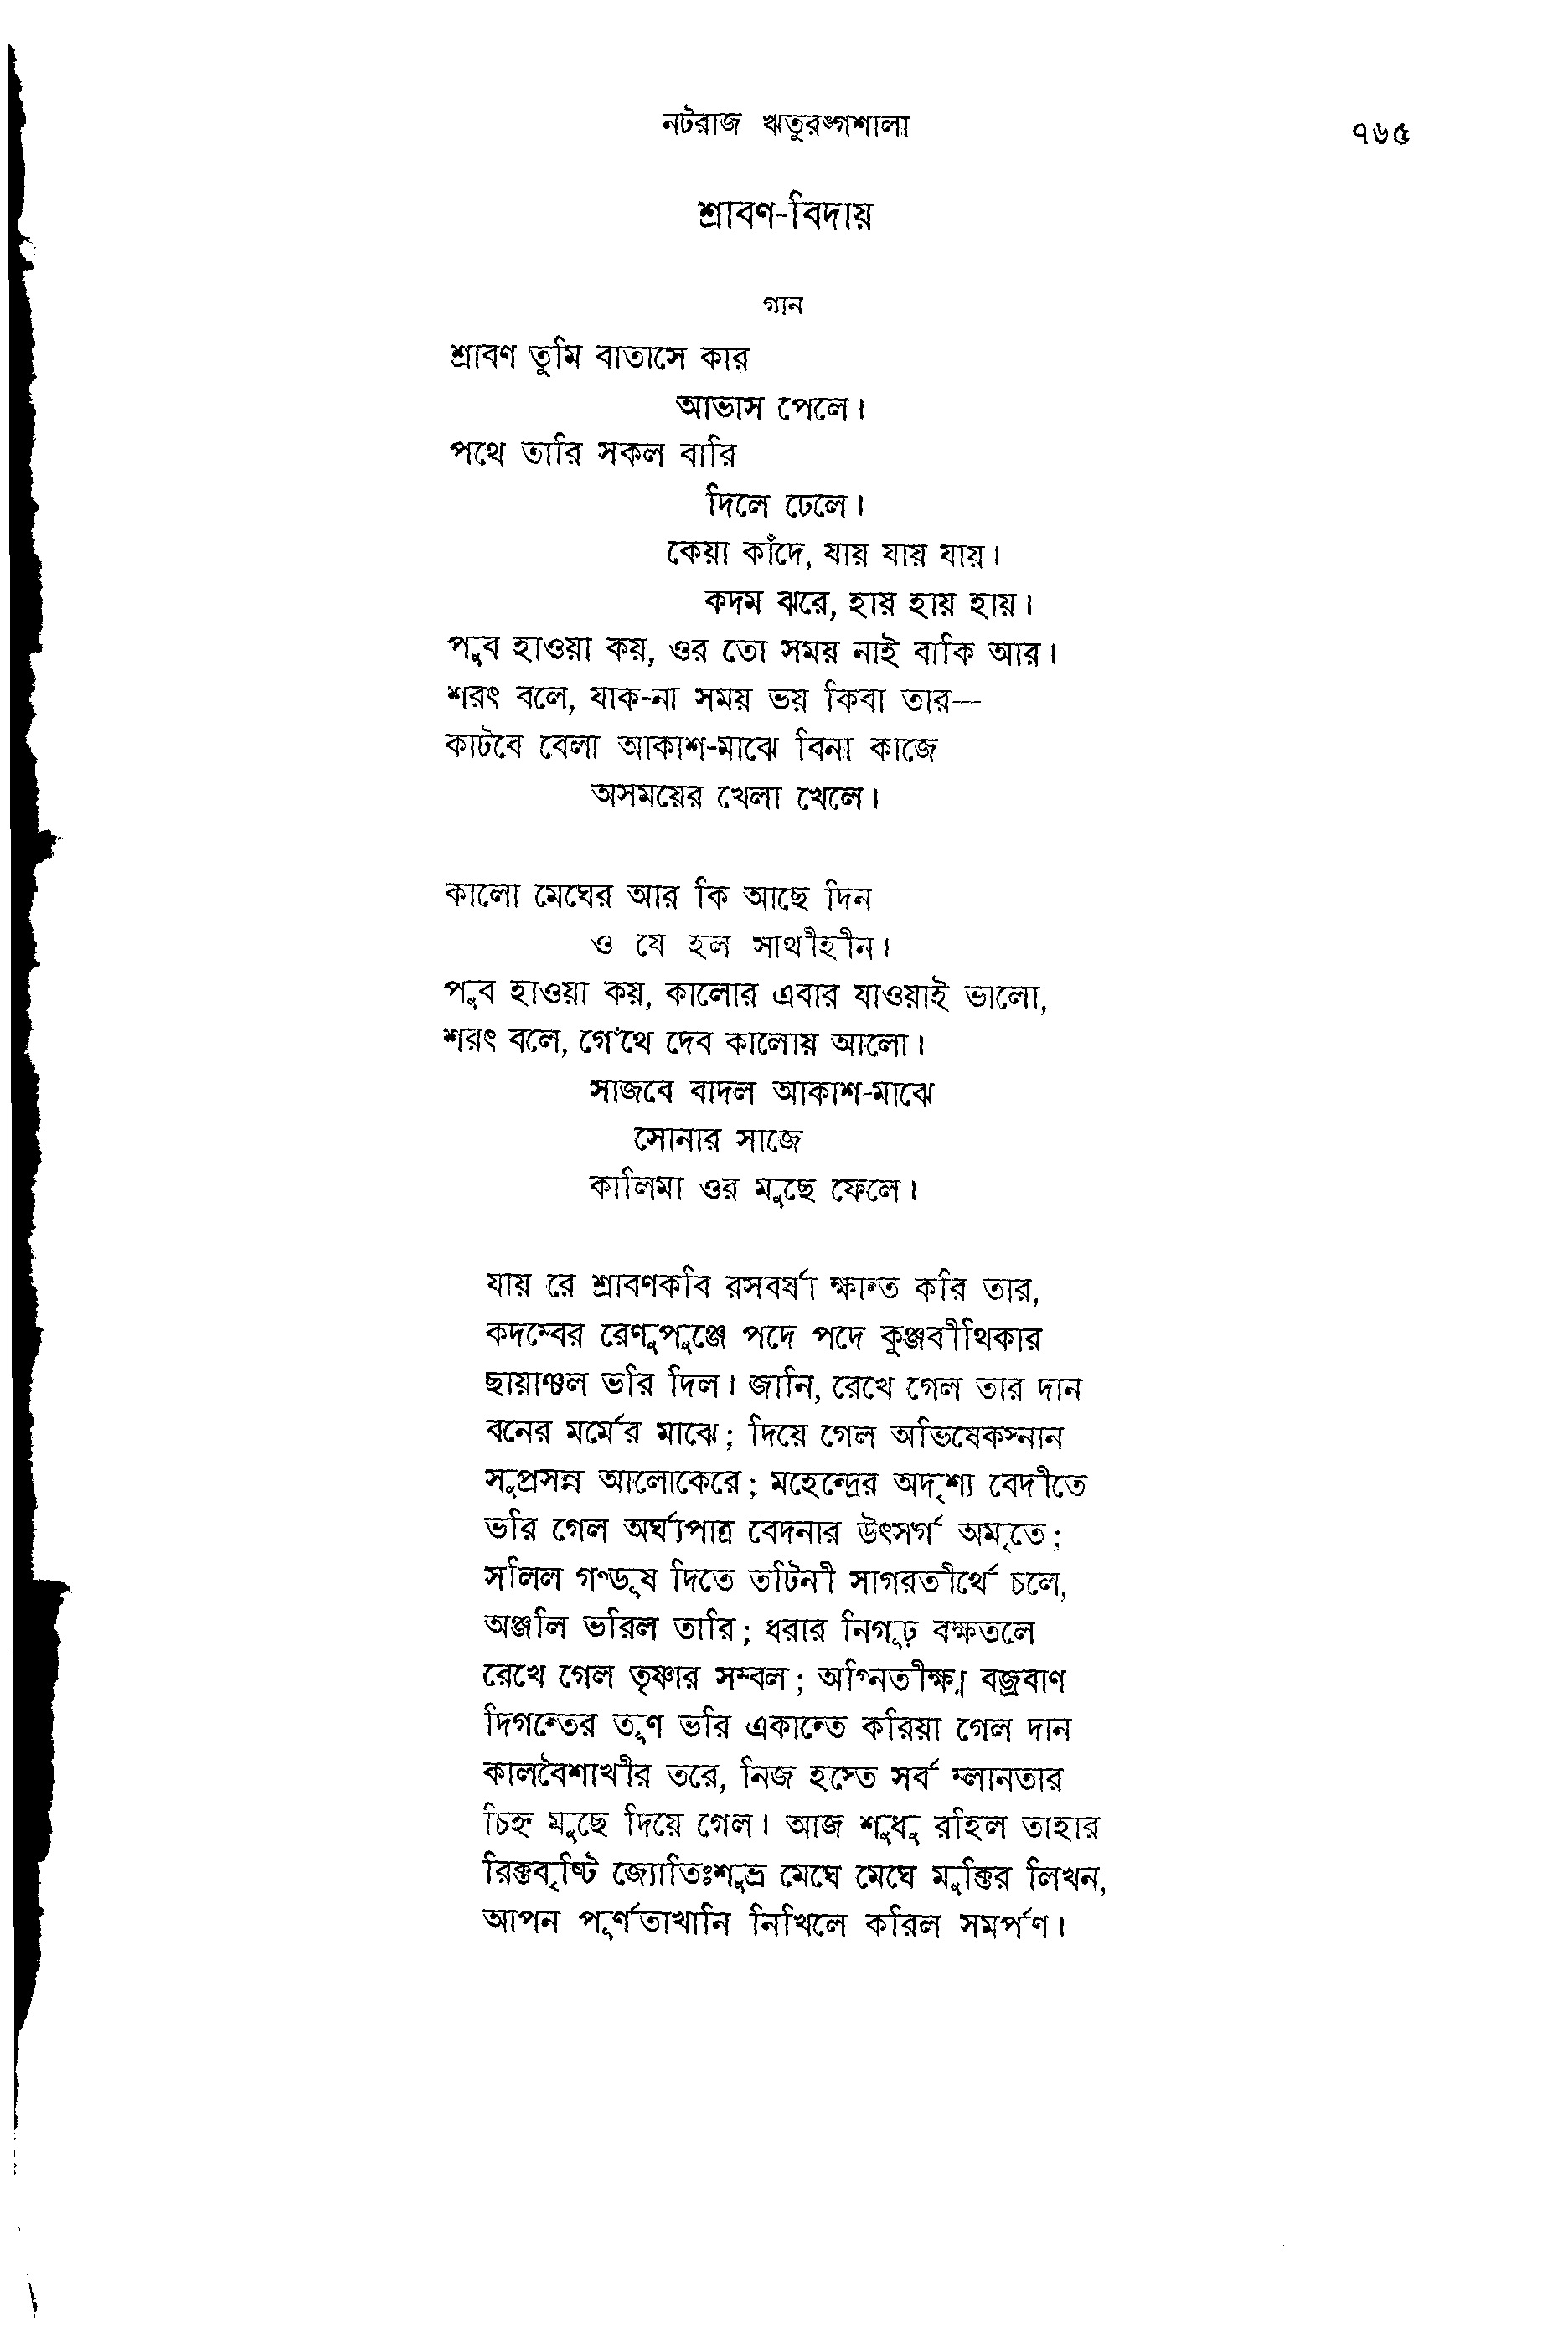 নটরাজ ঋতুরঙ্গশালা ৭৬৫
শ্রাবণ-বিদায়
গান
শ্রাবণ তুমি বাতাসে কার
আভাস পেলে।
পথে তারি সকল বারি
দিলে ঢেলে।
কেয়া কাঁদে, যায় যায় যায়।
কদম ঝরে, হায় হায় হায়।
পুব হাওয়া কয়, ওর তো সময় নাই বাকি আর।
শরৎ বলে, যাক-না সময় ভয় কিবা তার—
কাটবে বেলা আকাশ-মাঝে বিনা কাজে
অসময়ের খেলা খেলে।
কালো মেঘের আর কি আছে দিন
ও যে হল সাথীহীন।
পুব হাওয়া কয়, কালোর এবার যাওয়াই ভালো,
শরৎ বলে, গেঁথে দেব কালোয় আলো।
সাজবে বাদল আকাশ-মাঝে
সোনার সাজে
কালিমা ওর মুছে ফেলে।
যায় রে শ্রাবণকবি রসবর্ষা ক্ষান্ত করি তার,
কদম্বের রেণুপুঞ্জে পদে পদে কুঞ্জবীথিকার
ছায়াঞ্চল ভরি দিল। জানি, রেখে গেল তার দান
বনের মর্মের মাঝে; দিয়ে গেল অভিষেকস্নান
সুপ্রসন্ন আলোকেরে; মহেন্দ্রের অদৃশ্য বেদীতে
ভরি গেল অর্ঘ্যপাত্র বেদনার উৎসর্গ অমৃতে;
সলিল গণ্ডূষ দিতে তটিনী সাগরতীর্থে চলে,
অঞ্জলি ভরিল তারি; ধরার নিগূঢ় বক্ষতলে
রেখে গেল তৃষ্ণার সম্বল; অগ্নিতীক্ষ্ণ বজ্রবাণ
দিগন্তের তূণ ভরি একান্তে করিয়া গেল দান
কালবৈশাখীর তরে, নিজ হস্তে সর্ব ম্লানতার
চিহ্ন মুছে দিয়ে গেল। আজ শুধু রহিল তাহার
রিক্তবৃষ্টি জ্যোতিঃশুভ্র মেঘে মেঘে মুক্তির লিখন,
আপন পূর্ণতাখানি নিখিলে করিল সমর্পণ।